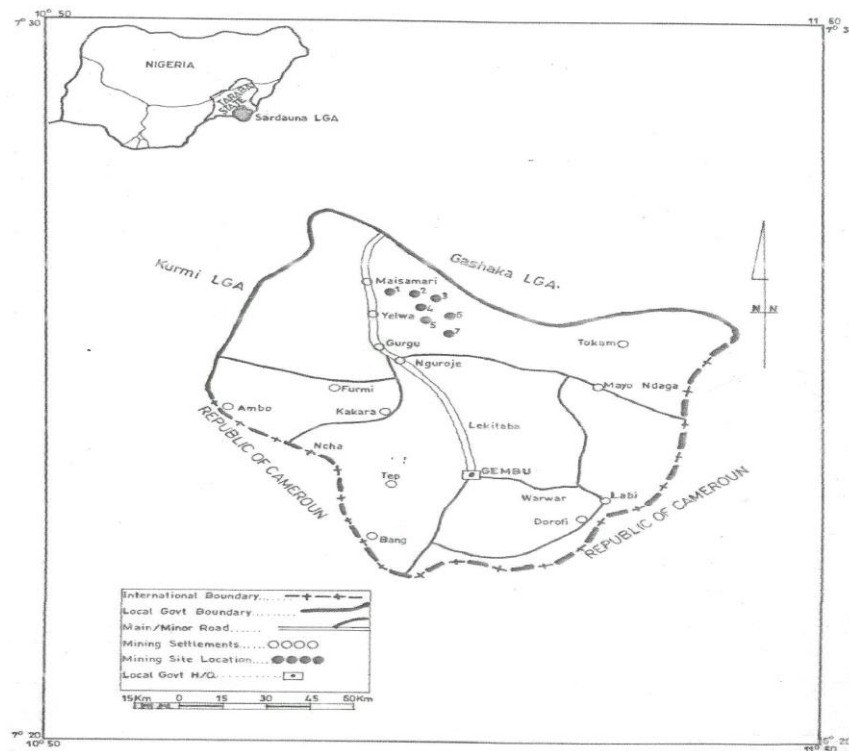 10° 50
7° 30
11 50
7° 3
NIGERIA
TARABA
STATE
Sardauna LGA
Kurmi LGA
Gashaka LGA.
Maisamari
1
2
3
4
Yelwa
5
6
7
N N
Gurgu
Nguroje
Tokam
Furmi
Mayo Ndaga
Ambo
Kakara
Lekitaba
REPUBLIC OF CAMEROUN
Ncha
GEMBU
Tep
Warwar
Labi
Dorofi
Bang
REPUBLIC OF CAMEROUN
International Boundary
Local Govt Boundary
Main/Minor Road
Mining Settlements
Mining Site Location
Local Govt H/Q
15Km 0 15 30 45 60Km
7° 20
10° 50
11° 50